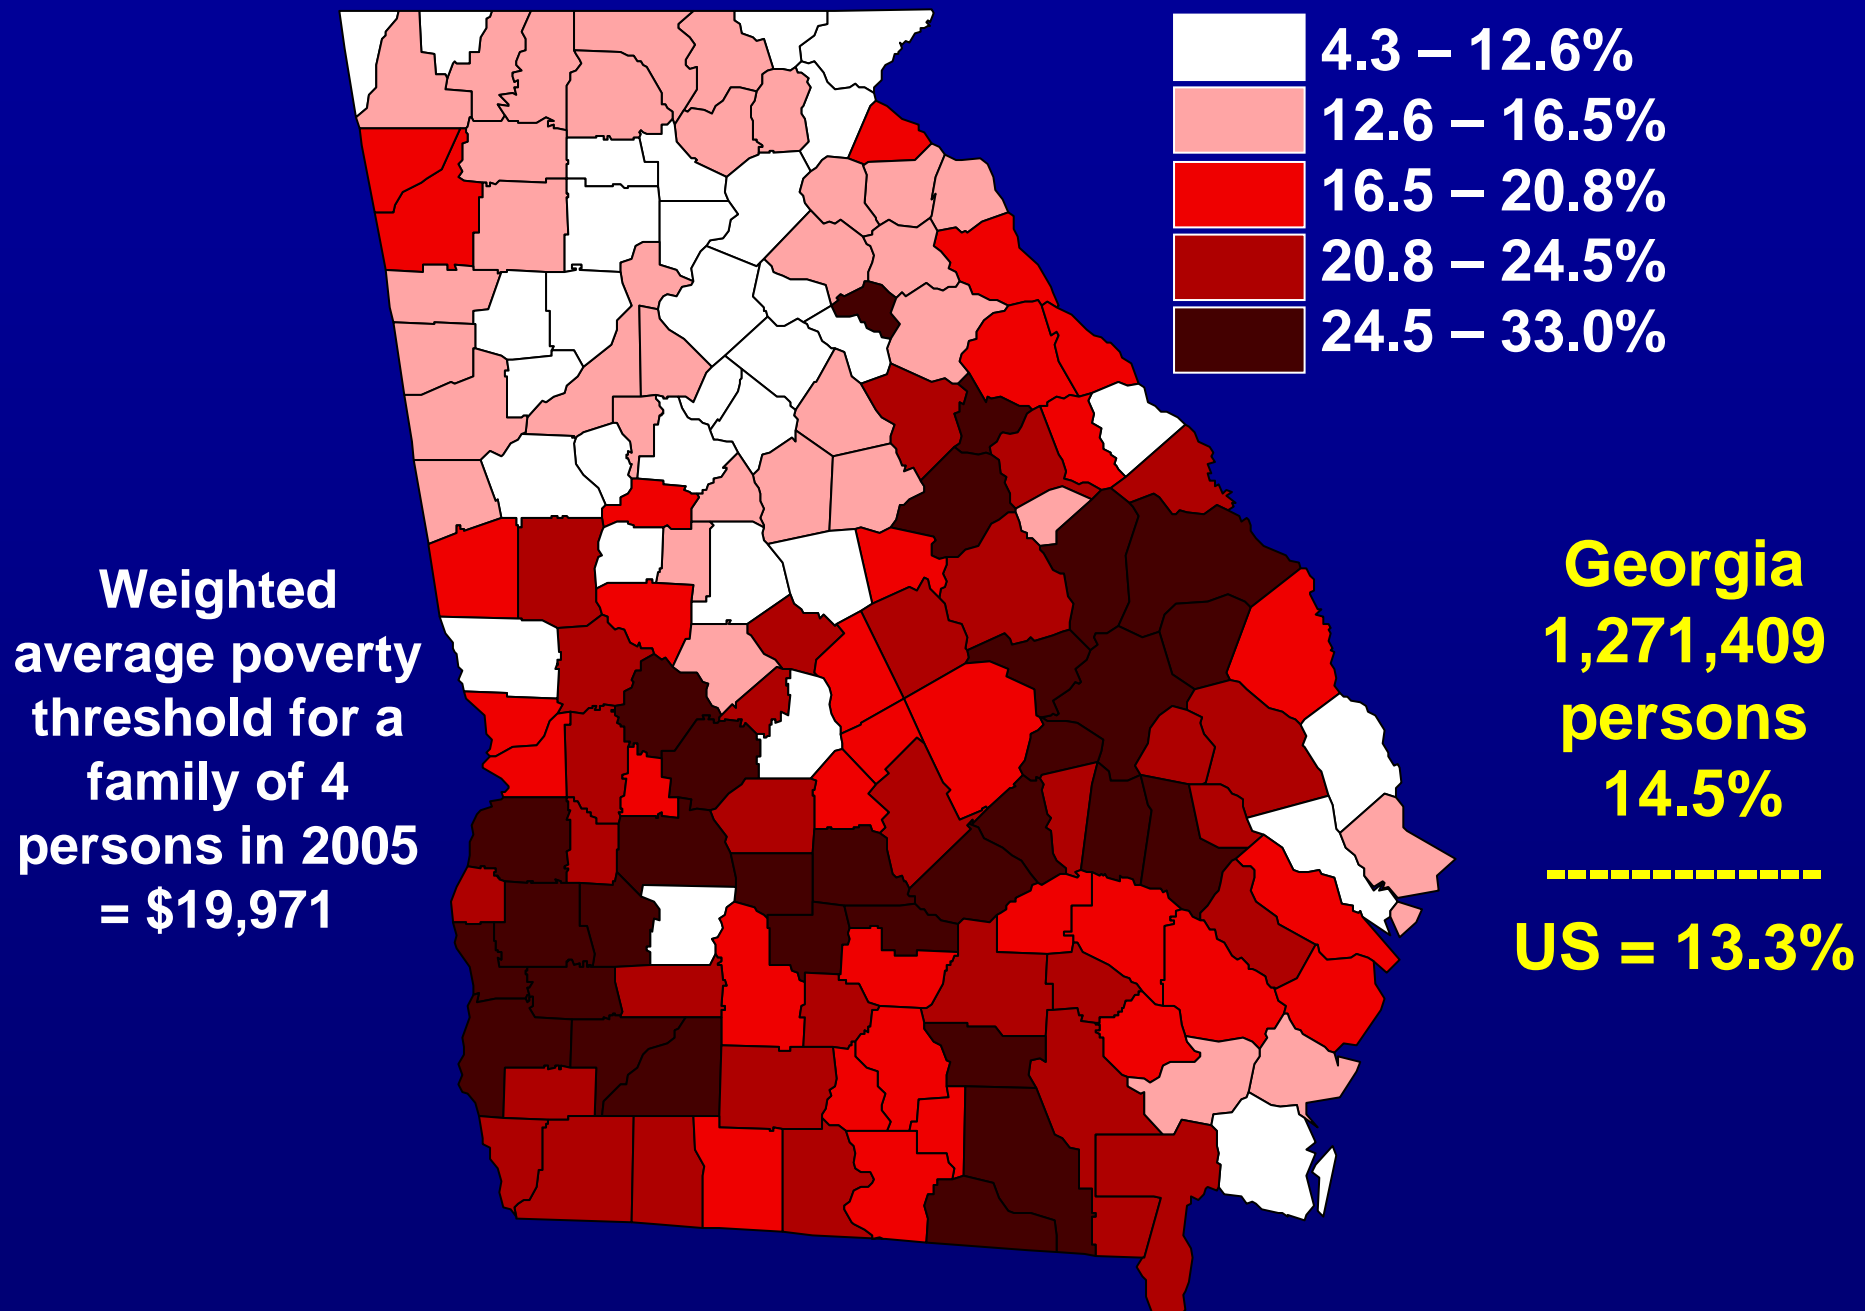 4.3 – 12.6%
12.6 – 16.5%
16.5 – 20.8%
20.8 – 24.5%
24.5 – 33.0%
Weighted
average poverty
threshold for a
family of 4
persons in 2005
= $19,971
Georgia
1,271,409
persons
14.5%
-------------
US = 13.3%